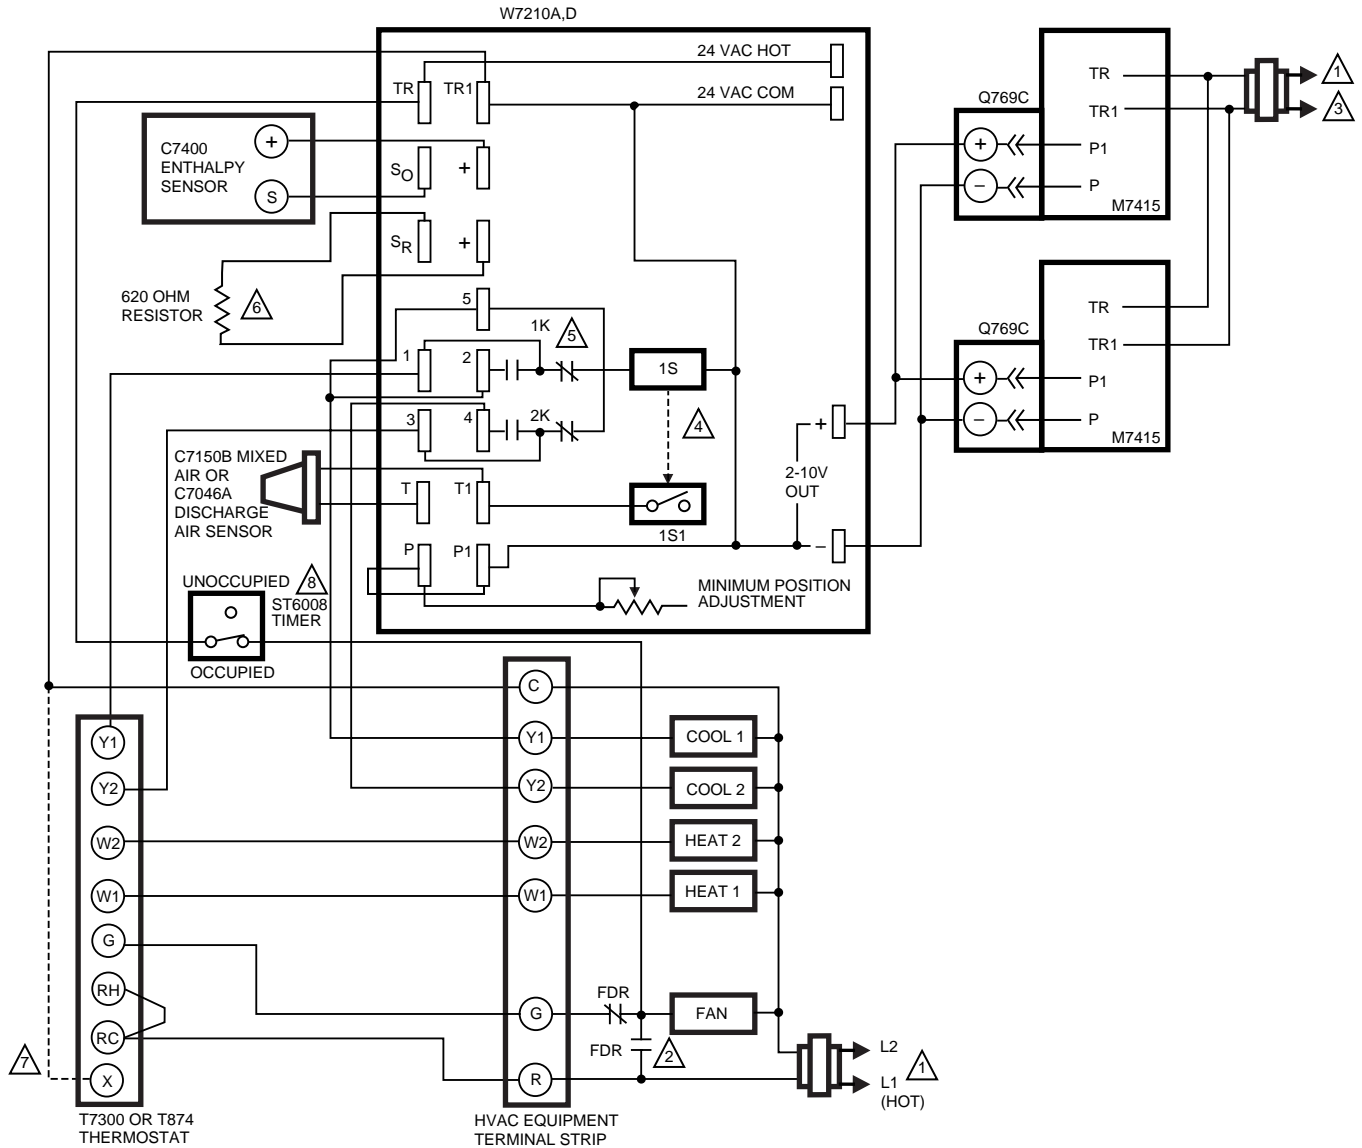 W7210A,D
24 VAC HOT
TR
TR1
24 VAC COM
C7400
ENTHALPY
SENSOR
+
S
SO
+
SR
+
620 OHM
RESISTOR
6
5
1K
5
1
2
1S
3
4
2K
4
C7150B MIXED
AIR OR
C7046A
DISCHARGE
AIR SENSOR
T
T1
1S1
P
P1
+
2-10V
OUT
–
MINIMUM POSITION
ADJUSTMENT
UNOCCUPIED
8
ST6008
TIMER
OCCUPIED
Q769C
+
–
TR
TR1
P1
P
M7415
1
3
Q769C
+
–
TR
TR1
P1
P
M7415
Y1
Y2
W2
W1
G
RH
RC
X
7
T7300 OR T874
THERMOSTAT
C
Y1
Y2
W2
W1
G
R
HVAC EQUIPMENT
TERMINAL STRIP
COOL 1
COOL 2
HEAT 2
HEAT 1
FDR
FAN
FDR
2
L2
L1
(HOT)
1